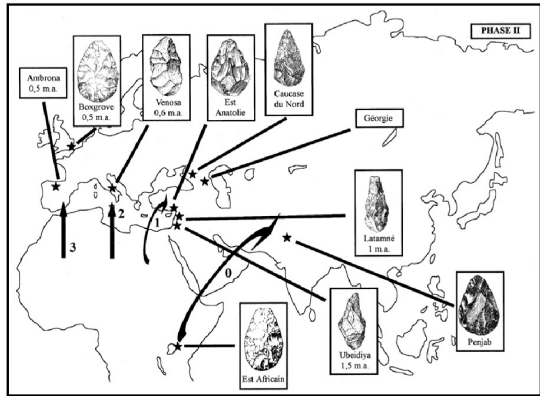 PHASE II
Ambrona
0,5 m.a.
Boxgrove
0,5 m.a.
Venosa
0,6 m.a.
Est
Anatolie
Caucase
du Nord
Géorgie
1
2
3
0
Latamné
1 m.a.
Est Africain
Ubeidiya
1,5 m.a.
Penjab